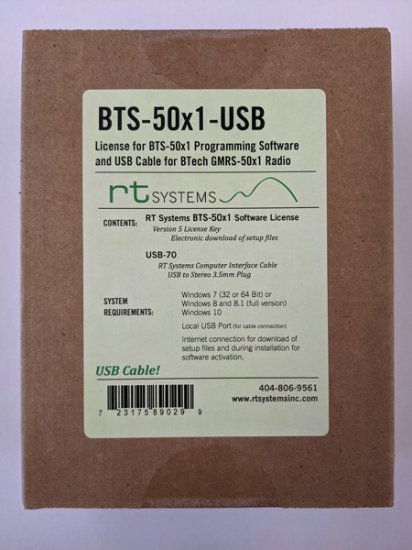 BTS-50x1-USB
License for BTS-50x1 Programming Software
and USB Cable for BTech GMRS-50x1 Radio
rt SYSTEMS
CONTENTS: RT Systems BTS-50x1 Software License
Version 5 License Key
Electronic download of setup files
USB-70
RT Systems Computer Interface Cable
USB to Stereo 3.5mm Plug
SYSTEM REQUIREMENTS:
Windows 7 (32 or 64 Bit) or
Windows 8 and 8.1 (full version)
Windows 10
Local USB Port (for cable connection)
Internet connection for download of
setup files and during installation for
software activation.
USB Cable!
7 23175 89029 9
404-806-9561
www.rtsystemsinc.com